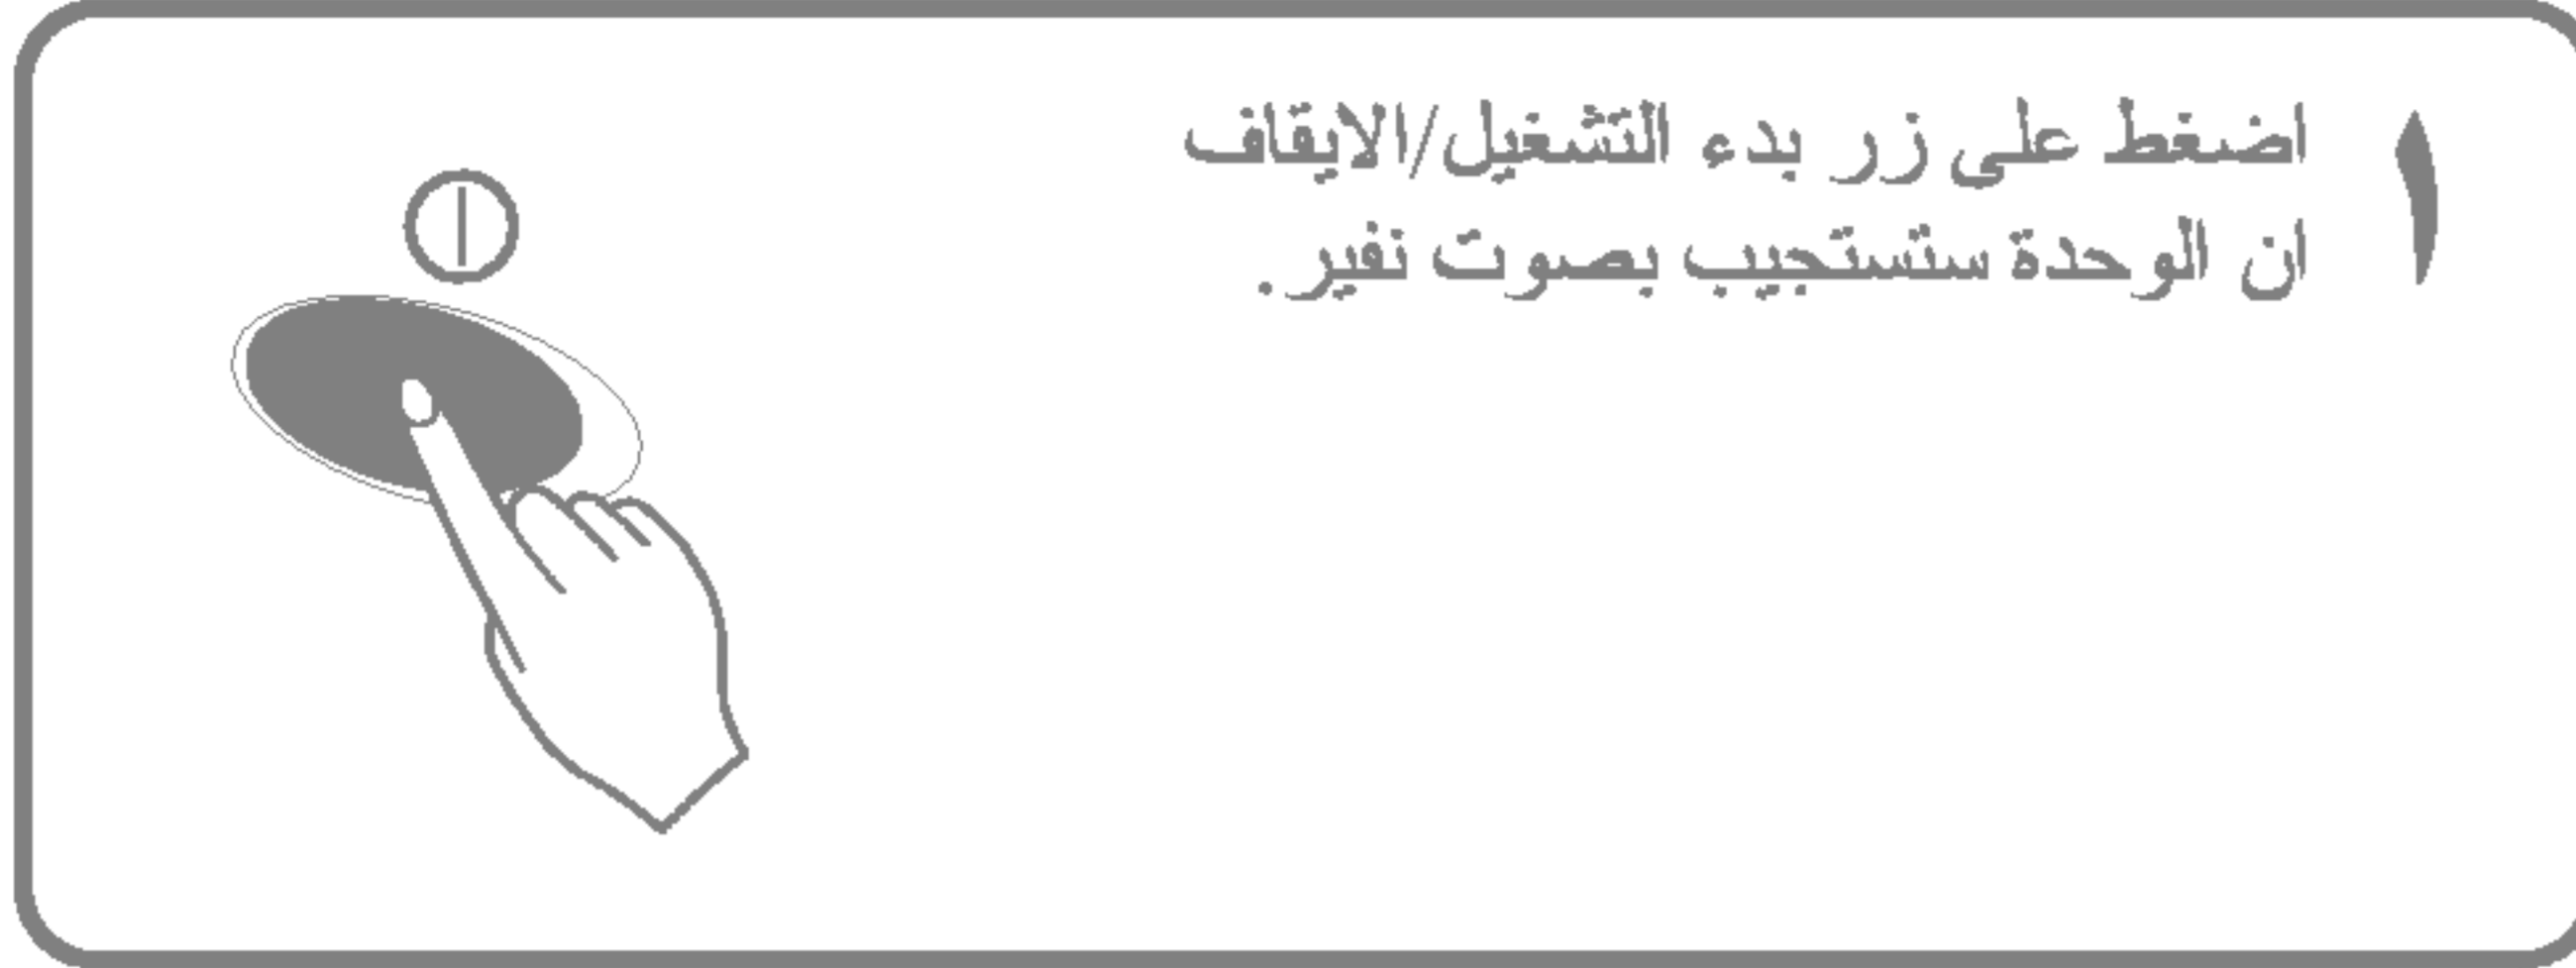 ١ اضغط على زر بدء التشغيل/الايقاف
ان الوحدة ستستجيب بصوت نفير.